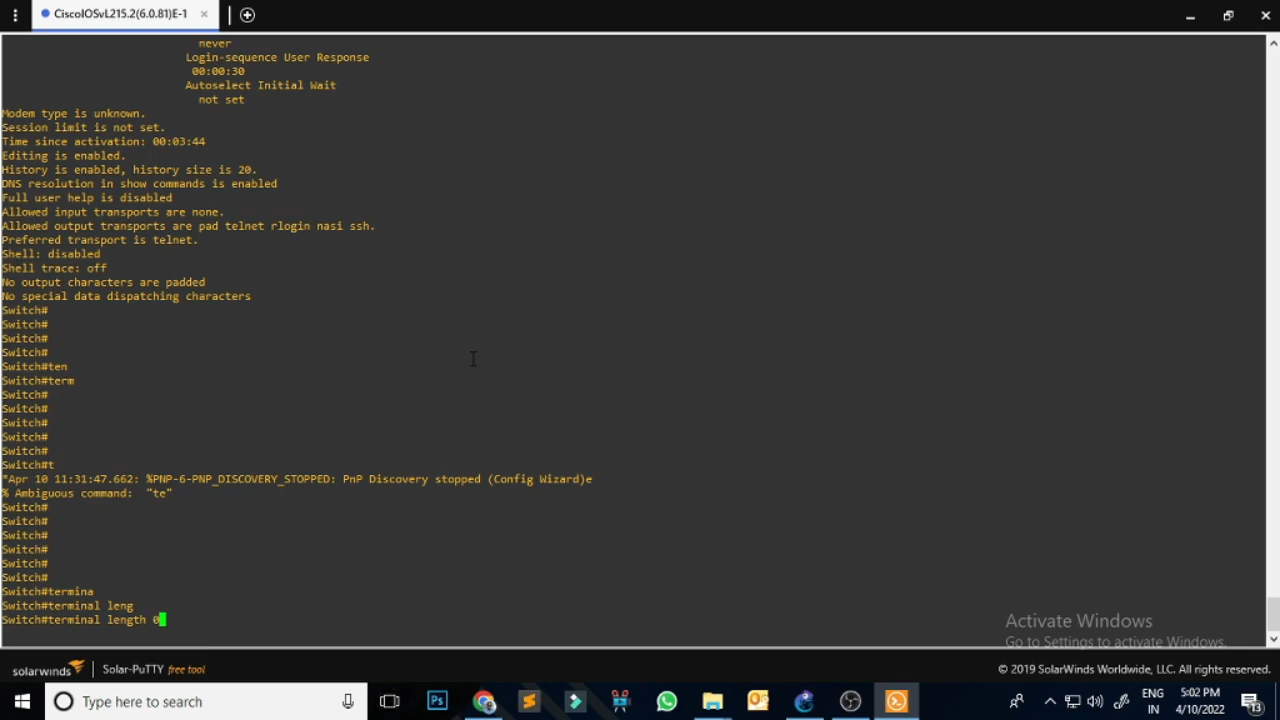 CiscoIOSvL215.2(6.0.81)E-1
never
Login-sequence User Response
00:00:30
Autoselect Initial Wait
not set
Modem type is unknown.
Session limit is not set.
Time since activation: 00:03:44
Editing is enabled.
History is enabled, history size is 20.
DNS resolution in show commands is enabled
Full user help is disabled
Allowed input transports are none.
Allowed output transports are pad telnet rlogin nasi ssh.
Preferred transport is telnet.
Shell: disabled
Shell trace: off
No output characters are padded
No special data dispatching characters
Switch#
Switch#
Switch#
Switch#
Switch#ten
Switch#term
Switch#
Switch#
Switch#
Switch#
Switch#
Switch#t
*Apr 10 11:31:47.662: %PNP-6-PNP_DISCOVERY_STOPPED: PnP Discovery stopped (Config Wizard)e
% Ambiguous command:  "te"
Switch#
Switch#
Switch#
Switch#
Switch#
Switch#
Switch#termina
Switch#terminal leng
Switch#terminal length 0
Activate Windows
Go to Settings to activate Windows.
solarwinds | Solar-PuTTY free tool
© 2019 SolarWinds Worldwide, LLC. All rights reserved.
Type here to search
Ps
ENG
IN
5:02 PM
4/10/2022
13